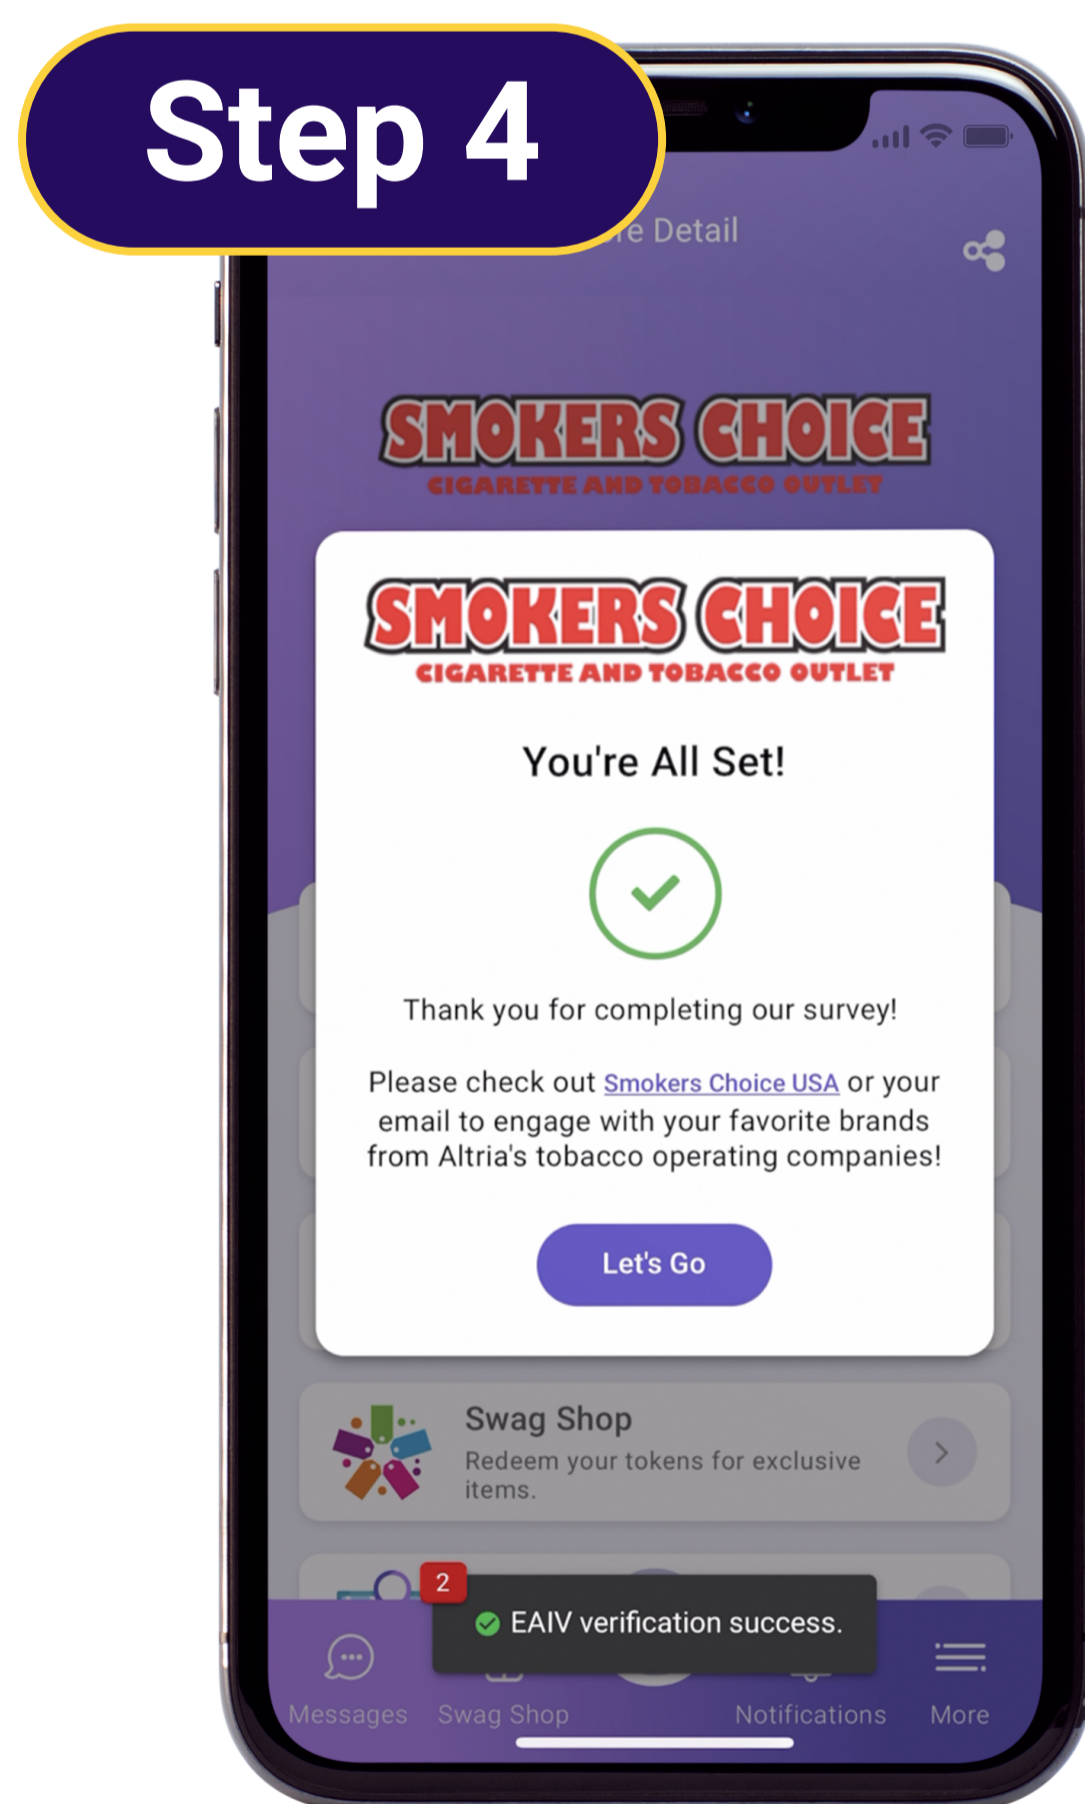 Step 4
re Detail
SMOKERS CHOICE
CIGARETTE AND TOBACCO OUTLET
SMOKERS CHOICE
CIGARETTE AND TOBACCO OUTLET
You're All Set!
Thank you for completing our survey!
Please check out Smokers Choice USA or your
email to engage with your favorite brands
from Altria's tobacco operating companies!
Let's Go
Swag Shop
Redeem your tokens for exclusive
items.
2
EAIV verification success.
Messages
Swag Shop
Notifications
More